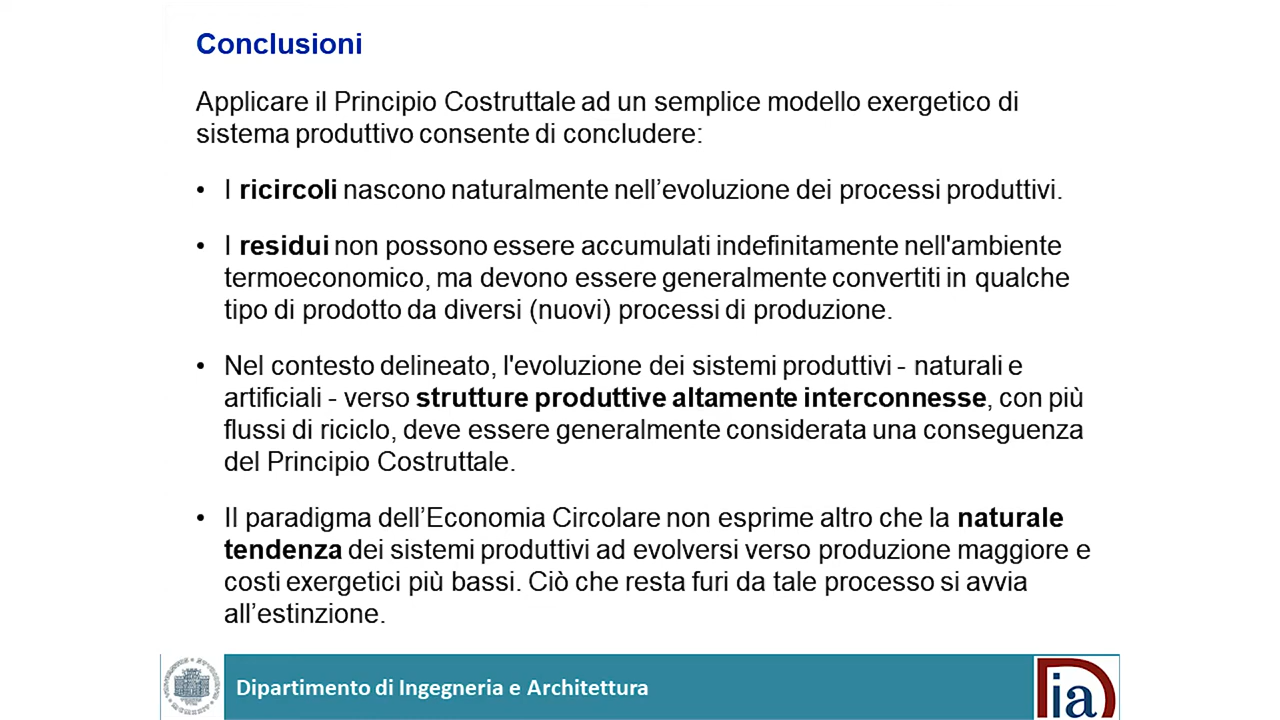 Conclusioni
Applicare il Principio Costruttale ad un semplice modello exergetico di
sistema produttivo consente di concludere:
• I ricircoli nascono naturalmente nell’evoluzione dei processi produttivi.
• I residui non possono essere accumulati indefinitamente nell'ambiente
termoeconomico, ma devono essere generalmente convertiti in qualche
tipo di prodotto da diversi (nuovi) processi di produzione.
• Nel contesto delineato, l'evoluzione dei sistemi produttivi - naturali e
artificiali - verso strutture produttive altamente interconnesse, con più
flussi di riciclo, deve essere generalmente considerata una conseguenza
del Principio Costruttale.
• Il paradigma dell’Economia Circolare non esprime altro che la naturale
tendenza dei sistemi produttivi ad evolversi verso produzione maggiore e
costi exergetici più bassi. Ciò che resta furi da tale processo si avvia
all’estinzione.
Dipartimento di Ingegneria e Architettura
ia